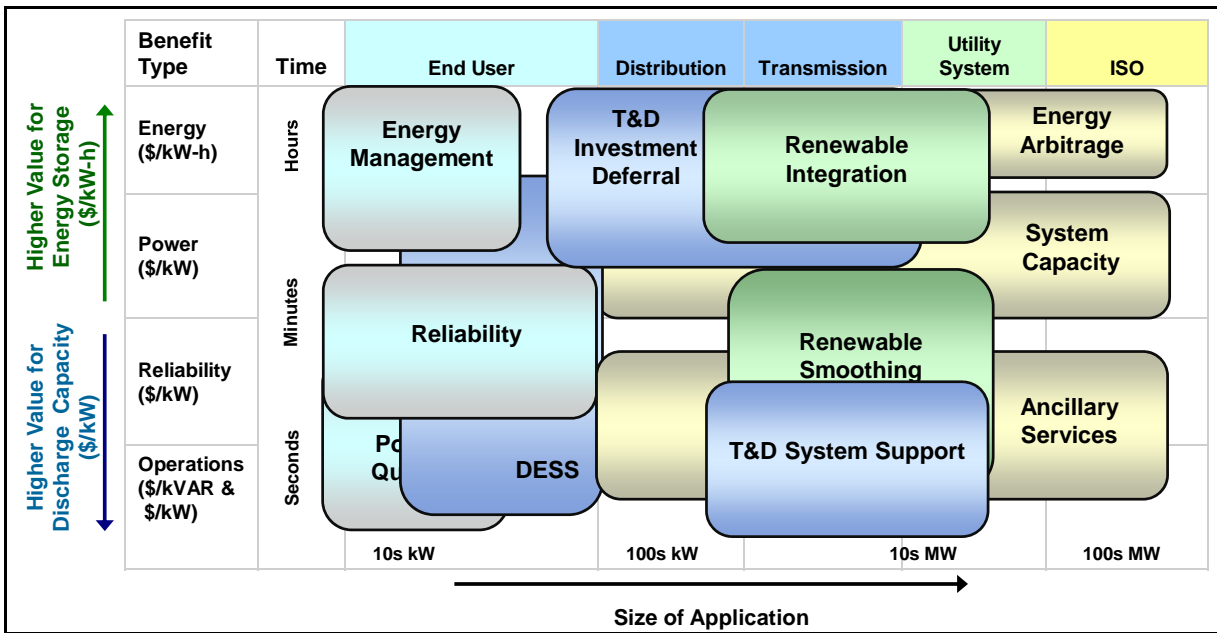 Benefit
Type
Time
End User
Distribution
Transmission
Utility
System
ISO
Higher Value for
Energy Storage
($/kW-h)
Higher Value for
Discharge Capacity
($/kW)
Energy
($/kW-h)
Power
($/kW)
Reliability
($/kW)
Operations
($/kVAR &
$/kW)
Hours
Minutes
Seconds
Energy
Management
T&D
Investment
Deferral
Renewable
Integration
Energy
Arbitrage
System
Capacity
Reliability
Renewable
Smoothing
Ancillary
Services
Po
Qu
DESS
T&D System Support
10s kW
100s kW
10s MW
100s MW
Size of Application